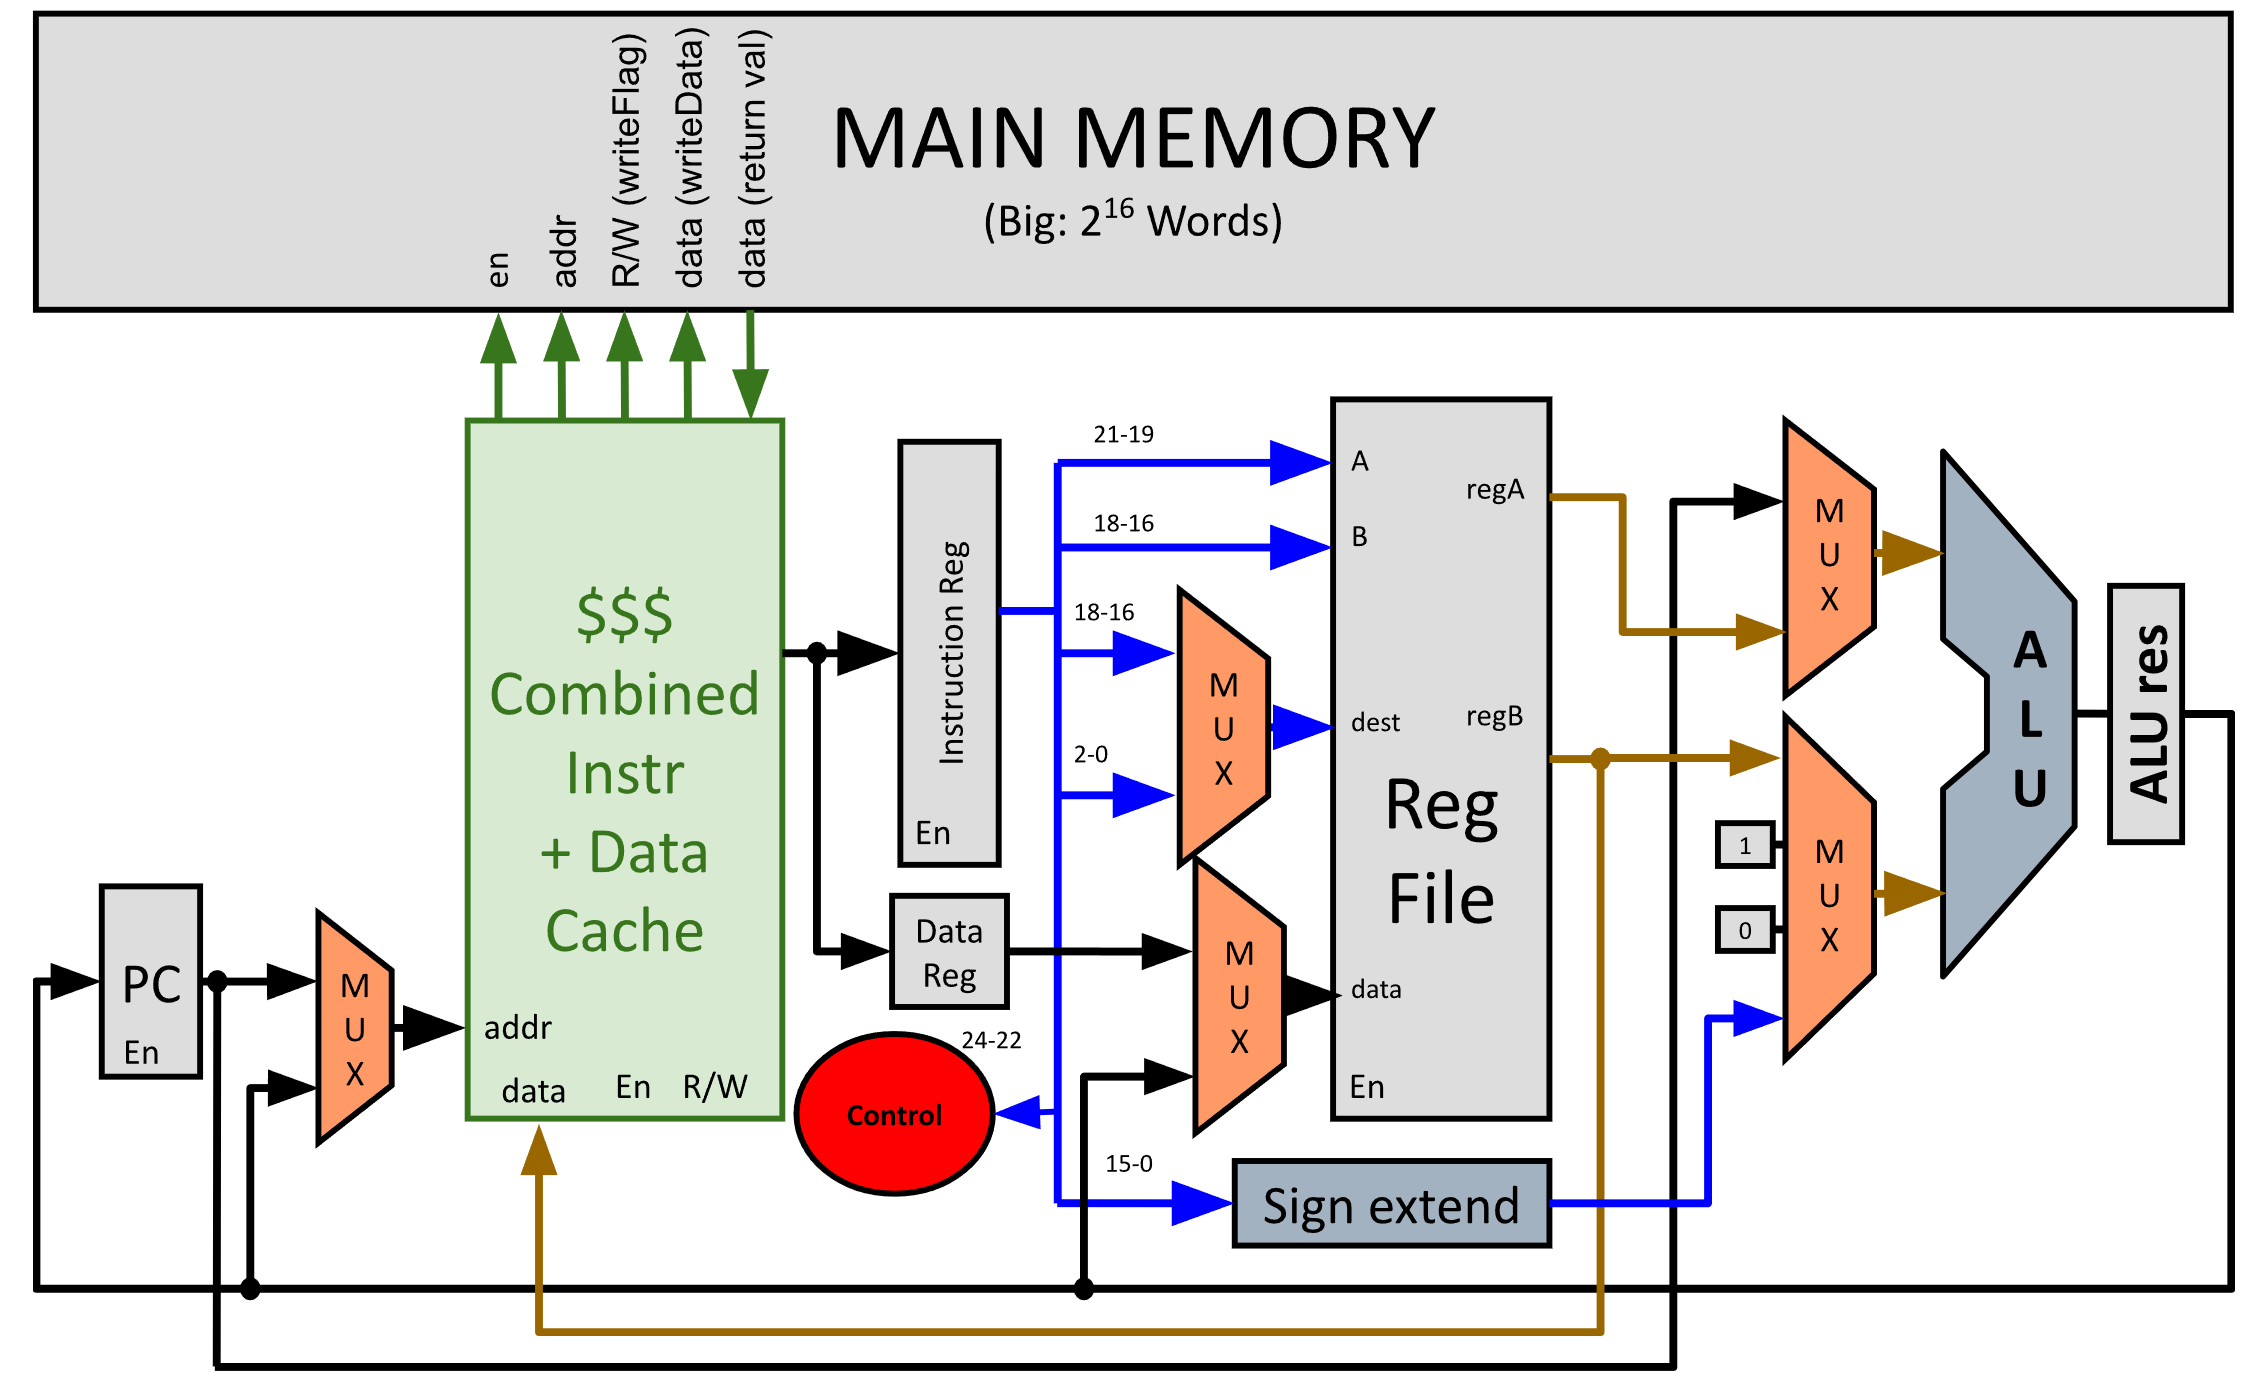 en
addr
R/W (writeFlag)
data (writeData)
data (return val)
MAIN MEMORY
(Big: 2¹⁶ Words)
$$$
Combined
Instr
+ Data
Cache
addr
data
En
R/W
PC
En
M
U
X
Instruction Reg
En
Data
Reg
Control
24-22
21-19
18-16
18-16
2-0
15-0
M
U
X
M
U
X
A
B
dest
data
En
regA
regB
Reg
File
Sign extend
M
U
X
1
0
M
U
X
A
L
U
ALU res